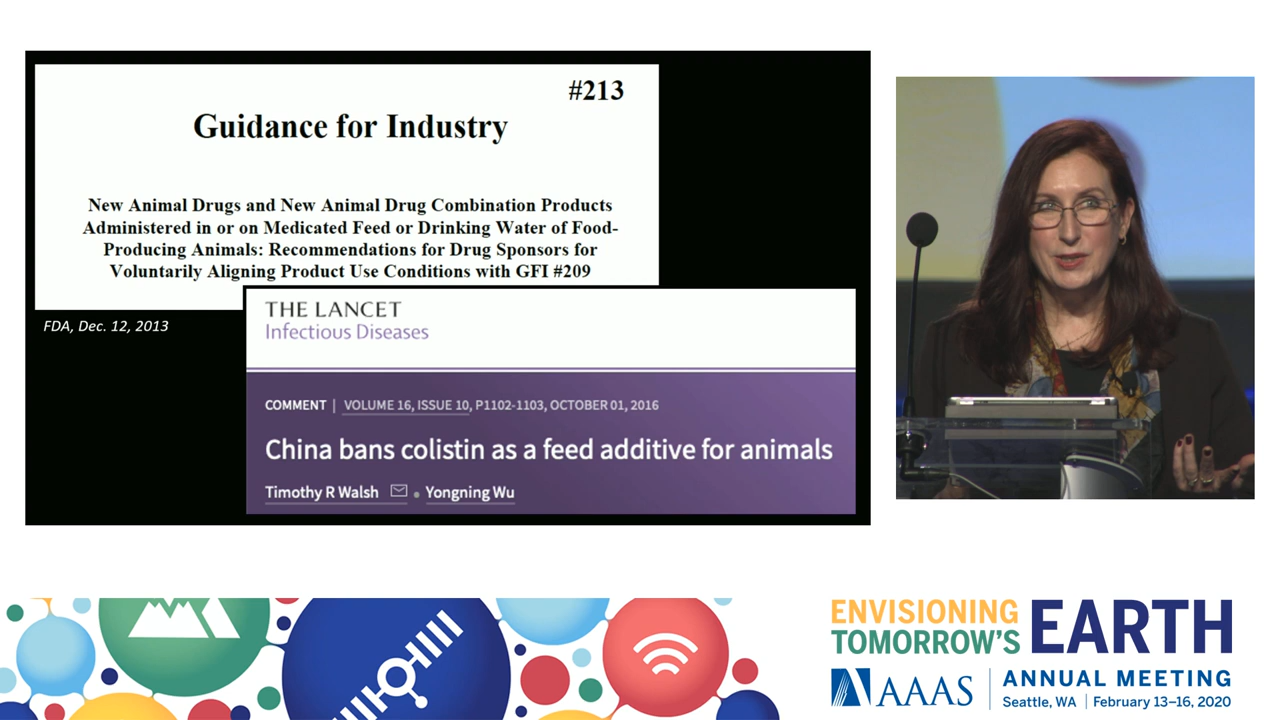 #213
Guidance for Industry
New Animal Drugs and New Animal Drug Combination Products
Administered in or on Medicated Feed or Drinking Water of Food-
Producing Animals: Recommendations for Drug Sponsors for
Voluntarily Aligning Product Use Conditions with GFI #209
FDA, Dec. 12, 2013
THE LANCET
Infectious Diseases
COMMENT | VOLUME 16, ISSUE 10, P1102-1103, OCTOBER 01, 2016
China bans colistin as a feed additive for animals
Timothy R Walsh • Yongning Wu
ENVISIONING
TOMORROW'S
EARTH
AAAS
ANNUAL MEETING
Seattle, WA | February 13–16, 2020